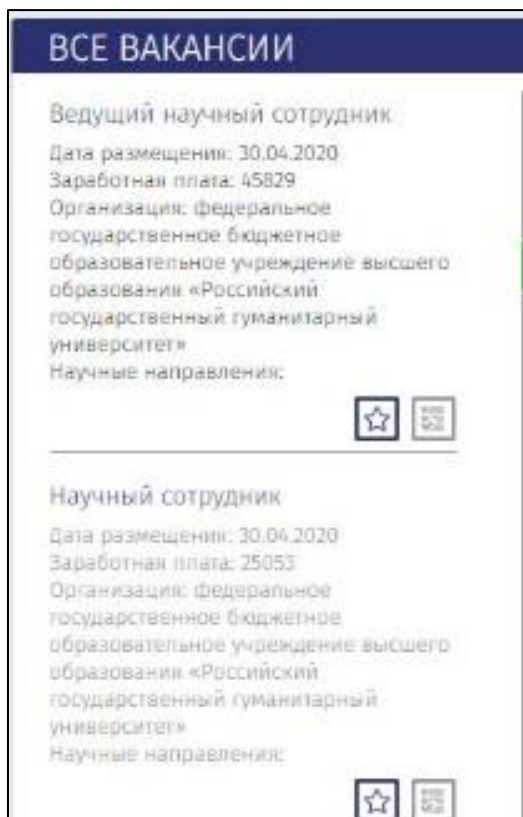 ВСЕ ВАКАНСИИ
Ведущий научный сотрудник
Дата размещения: 30.04.2020
Заработная плата: 45829
Организация: федеральное
государственное бюджетное
образовательное учреждение высшего
образования «Российский
государственный гуманитарный
университет»
Научные направления:
Научный сотрудник
Дата размещения: 30.04.2020
Заработная плата: 25053
Организация: федеральное
государственное бюджетное
образовательное учреждение высшего
образования «Российский
государственный гуманитарный
университет»
Научные направления: